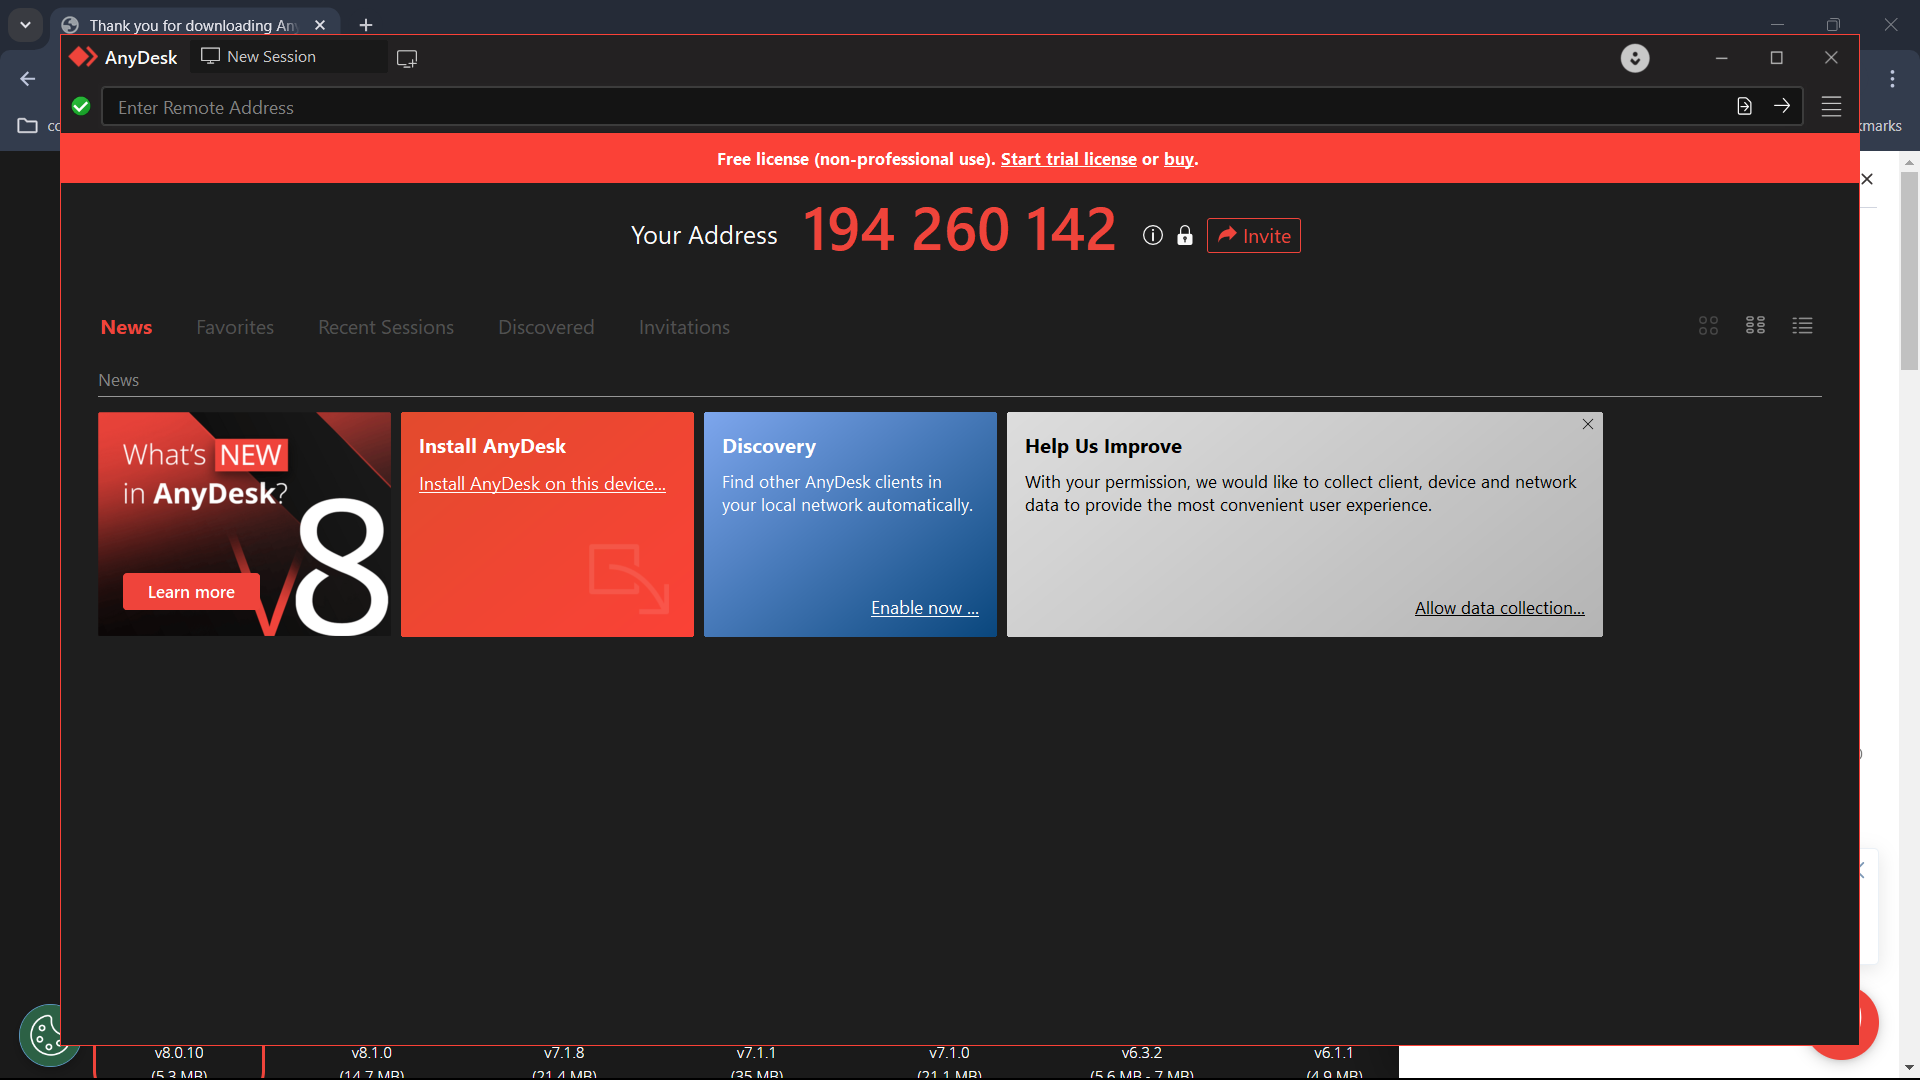 Thank you for downloading An
AnyDesk
New Session
Enter Remote Address
marks
Free license (non-professional use). Start trial license or buy.
Your Address 194 260 142 Invite
News Favorites Recent Sessions Discovered Invitations
News
What's NEW
in AnyDesk?
V8
Learn more
Install AnyDesk
Install AnyDesk on this device...
Discovery
Find other AnyDesk clients in
your local network automatically.
Enable now ...
Help Us Improve
With your permission, we would like to collect client, device and network
data to provide the most convenient user experience.
Allow data collection...
v8.0.10 v8.1.0 v7.1.8 v7.1.1 v7.1.0 v6.3.2 v6.1.1
(5.3 MB) (14.7 MB) (21.4 MB) (35 MB) (21.1 MB) (5.6 MB - 7 MB) (4.9 MB)